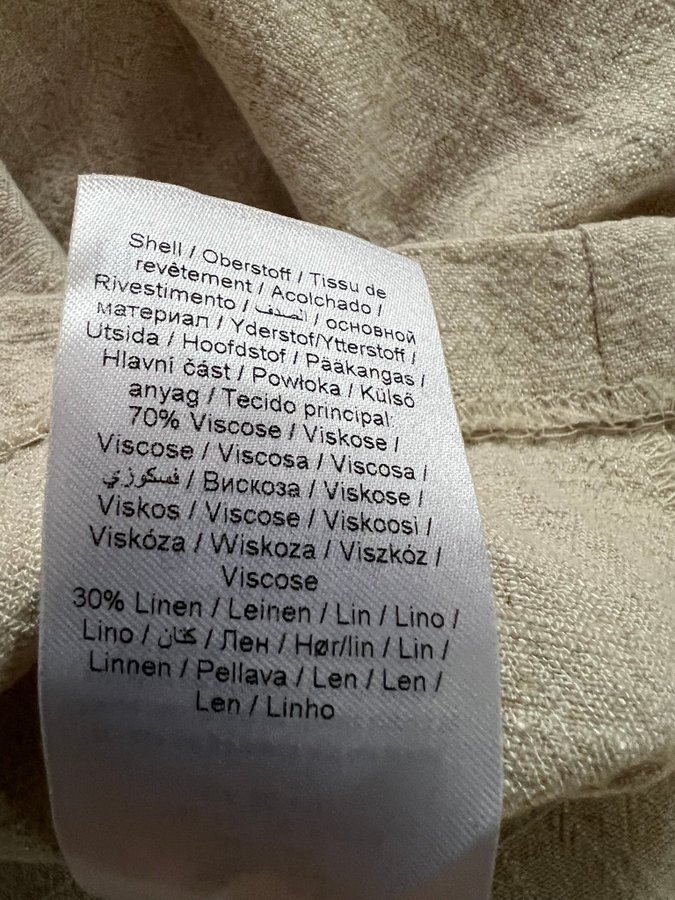 Shell / Oberstoff / Tissu de
revêtement / Acolchado /
Rivestimento / الصدف / основной
материал / Yderstof/Ytterstoff /
Utsida / Hoofdstof / Pääkangas /
Hlavní část / Powłoka / Külső
anyag / Tecido principal:
70% Viscose / Viskose /
Viscose / Viscosa / Viscosa /
فسكوزي / Вискоза / Viskose /
Viskos / Viscose / Viskoosi /
Viskóza / Wiskoza / Viszkóz /
Viscose
30% Linen / Leinen / Lin / Lino /
Lino / كتان / Лен / Hør/lin / Lin /
Linnen / Pellava / Len / Len /
Len / Linho